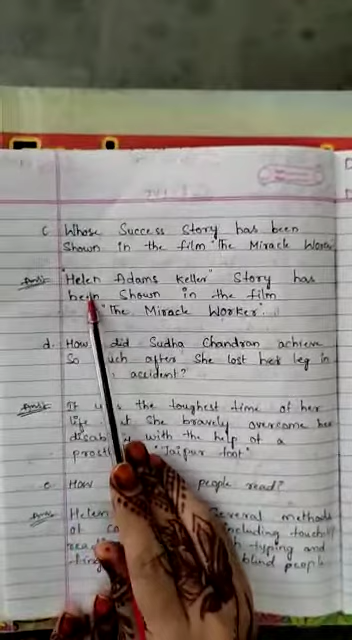 c. Whose Success Story has been
Shown in the film "The Miracle Worker
Ans:- "Helen Adams Keller" Story has
been Shown in the film
"The Miracle Worker".
d. How did Sudha Chandran achieve
So much after She lost her leg in
accident?
Ans:- It was the toughest time of her
life but she bravely overcome her
disability with the help of a
"Jaipur foot"
e. How people read?
Ans:- Helen Several methods
of including touch
typing and
blind people